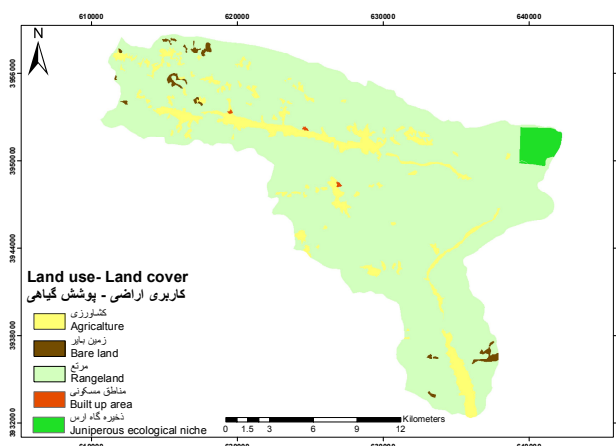 610000 620000 630000 640000
N
3956000
3950000
3944000
3938000
3932000
Land use- Land cover
کاربری اراضی - پوشش گیاهی
کشاورزی
Agriculture
زمین بایر
Bare land
مرتع
Rangeland
مناطق مسکونی
Built up area
ذخیره گاه ارس
Juniperous ecological niche
Kilometers
0 1.5 3 6 9 12